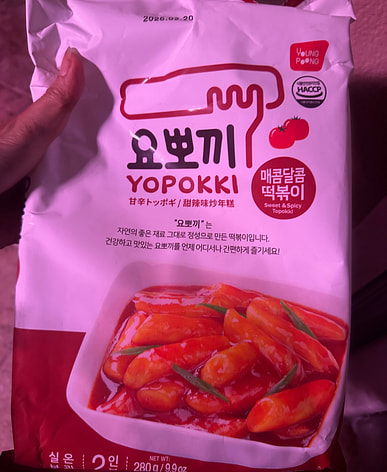 2026.02.20
YOUNG
POONG
HACCP
요뽀끼
YOPOKKI
甘辛トッポギ / 甜辣味炒年糕
매콤달콤
떡볶이
Sweet & Spicy
Topokki
"요뽀끼" 는
자연의 좋은 재료 그대로 정성으로 만든 떡볶이입니다.
건강하고 맛있는 요뽀끼를 언제 어디서나 간편하게 즐기세요!
실온
2인
NET WT:
280g / 9.9oz